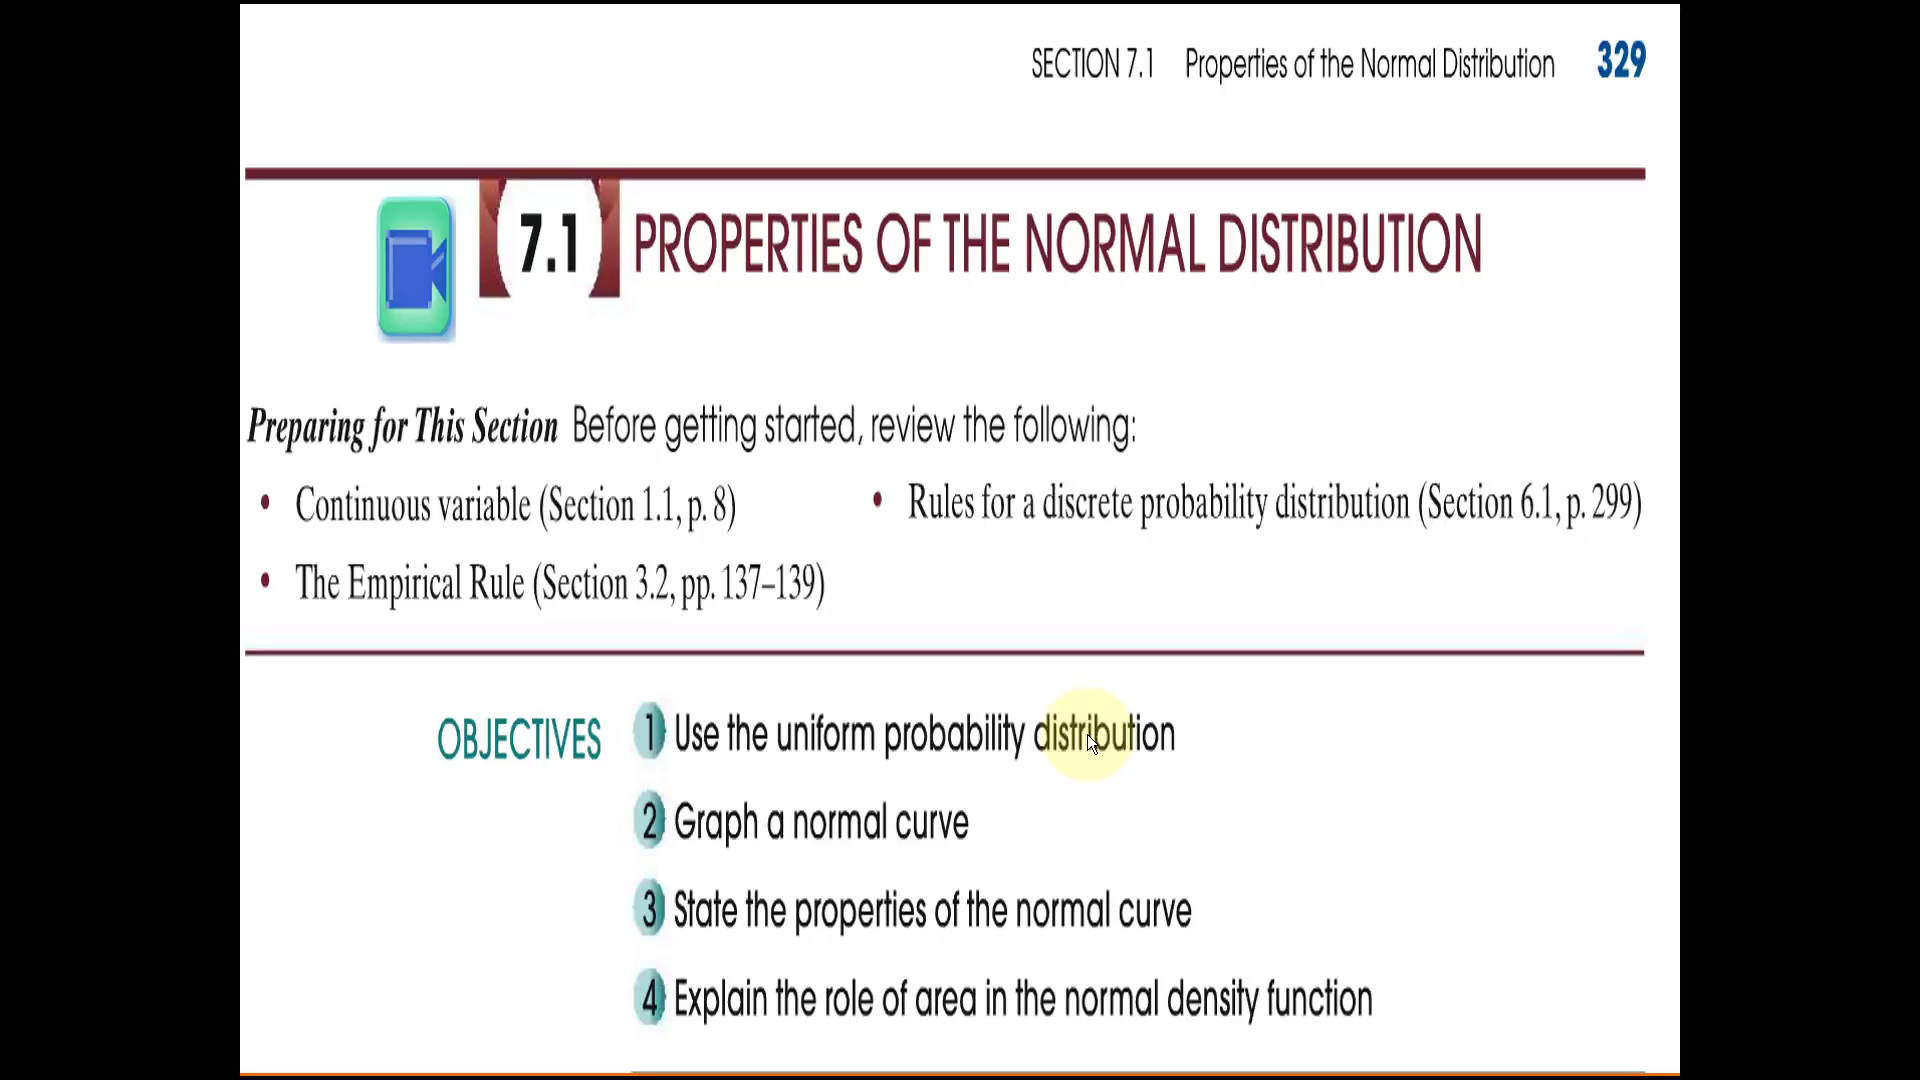 SECTION 7.1 Properties of the Normal Distribution 329
7.1 PROPERTIES OF THE NORMAL DISTRIBUTION
Preparing for This Section Before getting started, review the following:
• Continuous variable (Section 1.1, p. 8)
• Rules for a discrete probability distribution (Section 6.1, p. 299)
• The Empirical Rule (Section 3.2, pp. 137–139)
OBJECTIVES 1 Use the uniform probability distribution
2 Graph a normal curve
3 State the properties of the normal curve
4 Explain the role of area in the normal density function